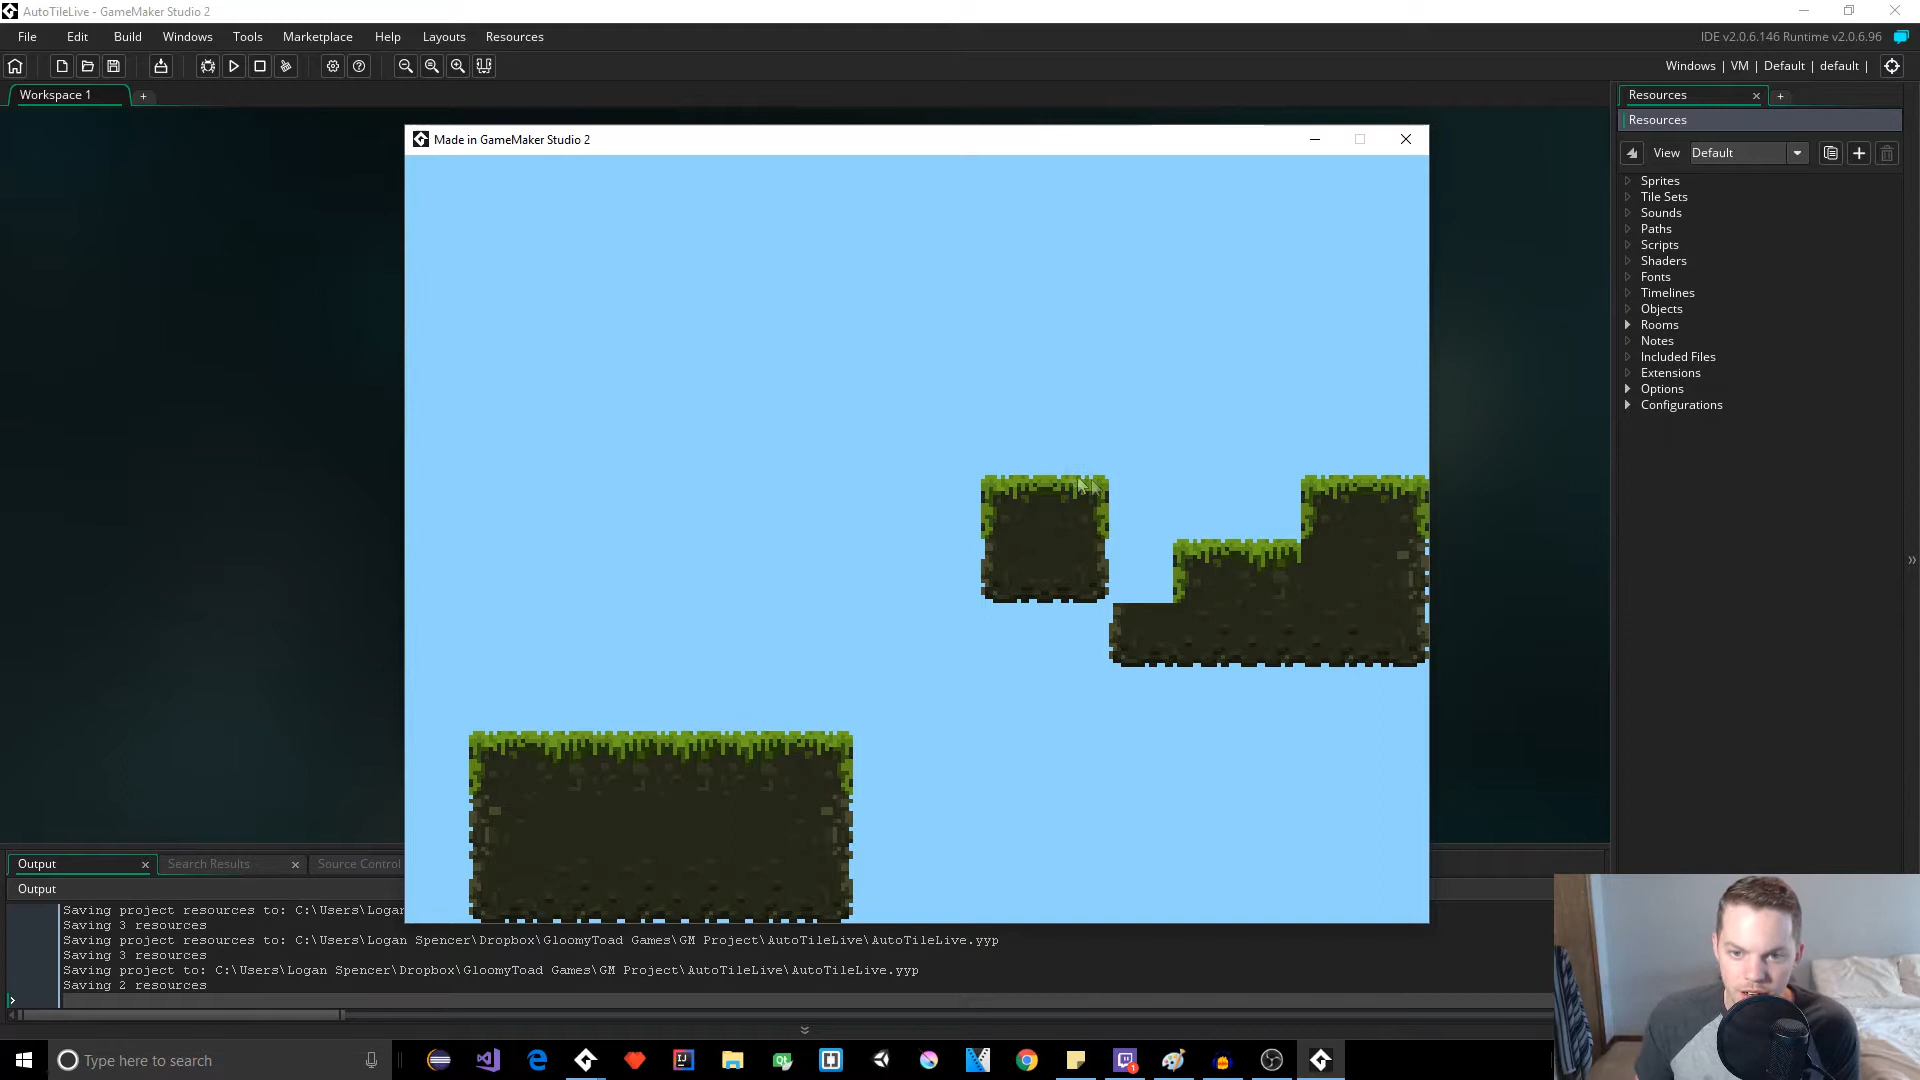 AutoTileLive - GameMaker Studio 2
File Edit Build Windows Tools Marketplace Help Layouts Resources
IDE v2.0.6.146 Runtime v2.0.6.96
Windows | VM | Default | default |
Workspace 1
Resources
Resources
View Default
Sprites
Tile Sets
Sounds
Paths
Scripts
Shaders
Fonts
Timelines
Objects
Rooms
Notes
Included Files
Extensions
Options
Configurations
Made in GameMaker Studio 2
Output Search Results Source Control
Output
Saving project resources to: C:\Users\Logan
Saving 3 resources
Saving project resources to: C:\Users\Logan Spencer\Dropbox\GloomyToad Games\GM Project\AutoTileLive\AutoTileLive.yyp
Saving 3 resources
Saving project to: C:\Users\Logan Spencer\Dropbox\GloomyToad Games\GM Project\AutoTileLive\AutoTileLive.yyp
Saving 2 resources
Type here to search